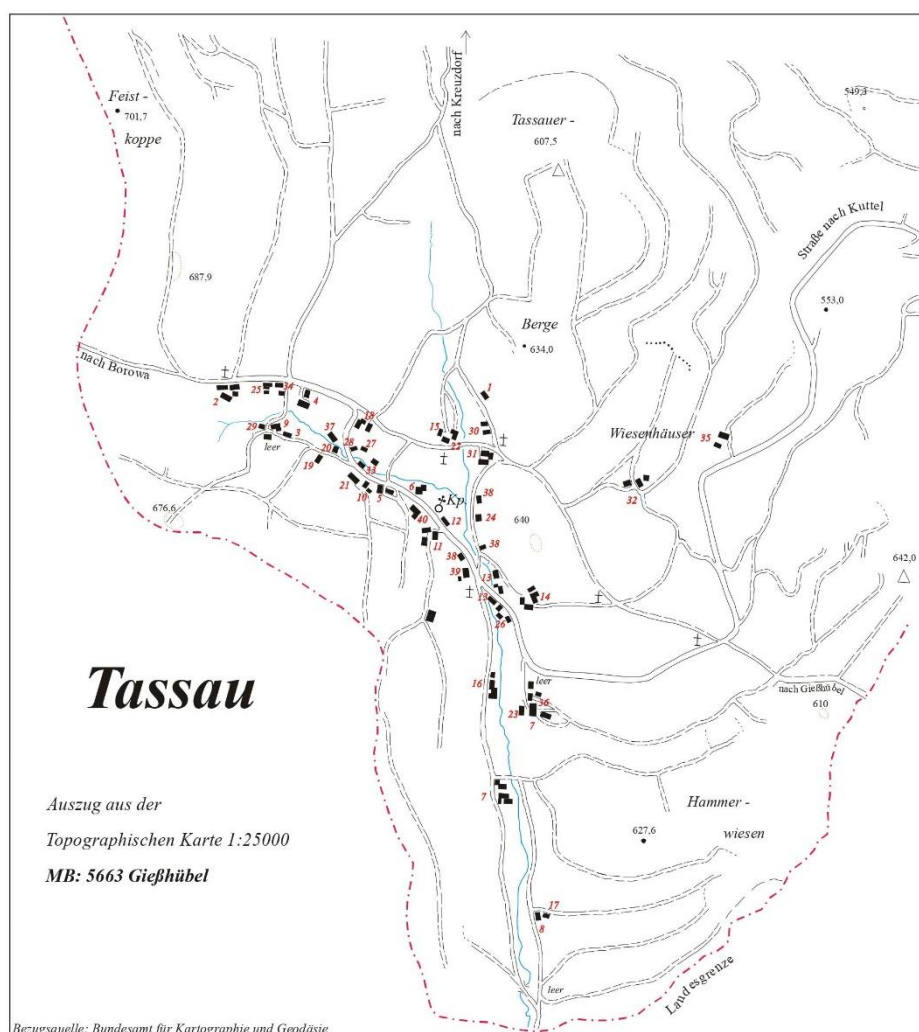 nach Kreuzdorf
Feist -
701,7
koppe
Tassauer -
607,5
549,3
Straße nach Kuttel
687,9
553,0
Berge
634,0
nach Borowa
1
2
25
34
4
18
15
22
30
31
Wiesenhäuser
35
29
9
3
leer
37
20
28
27
19
33
21
10
5
6
Kp.
38
32
676,6
40
12
24
640
11
38
38
39
13
14
642,0
13
26
Tassau
16
leer
36
23
7
nach Gießhübel
610
7
Hammer -
wiesen
627,6
Auszug aus der
Topographischen Karte 1:25000
MB: 5663 Gießhübel
17
8
leer
Landesgrenze
Bezugsquelle: Bundesamt für Kartographie und Geodäsie